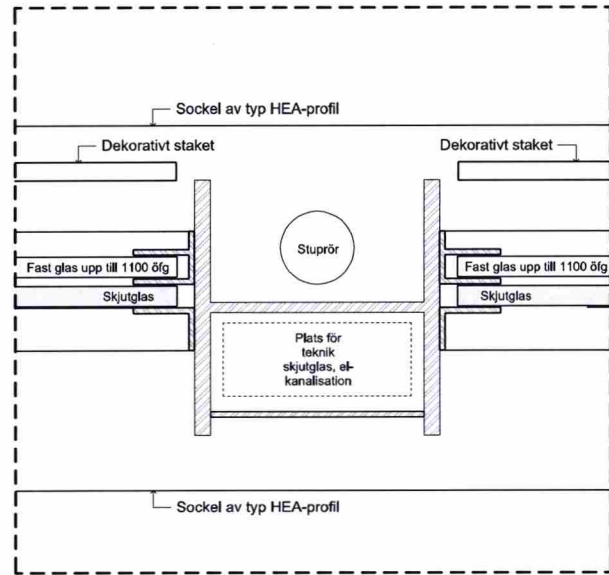 Sockel av typ HEA-profil
Dekorativt staket
Dekorativt staket
Stuprör
Fast glas upp till 1100 öfg
Fast glas upp till 1100 öfg
Skjutglas
Skjutglas
Plats för
teknik
skjutglas, el-
kanalisation
Sockel av typ HEA-profil